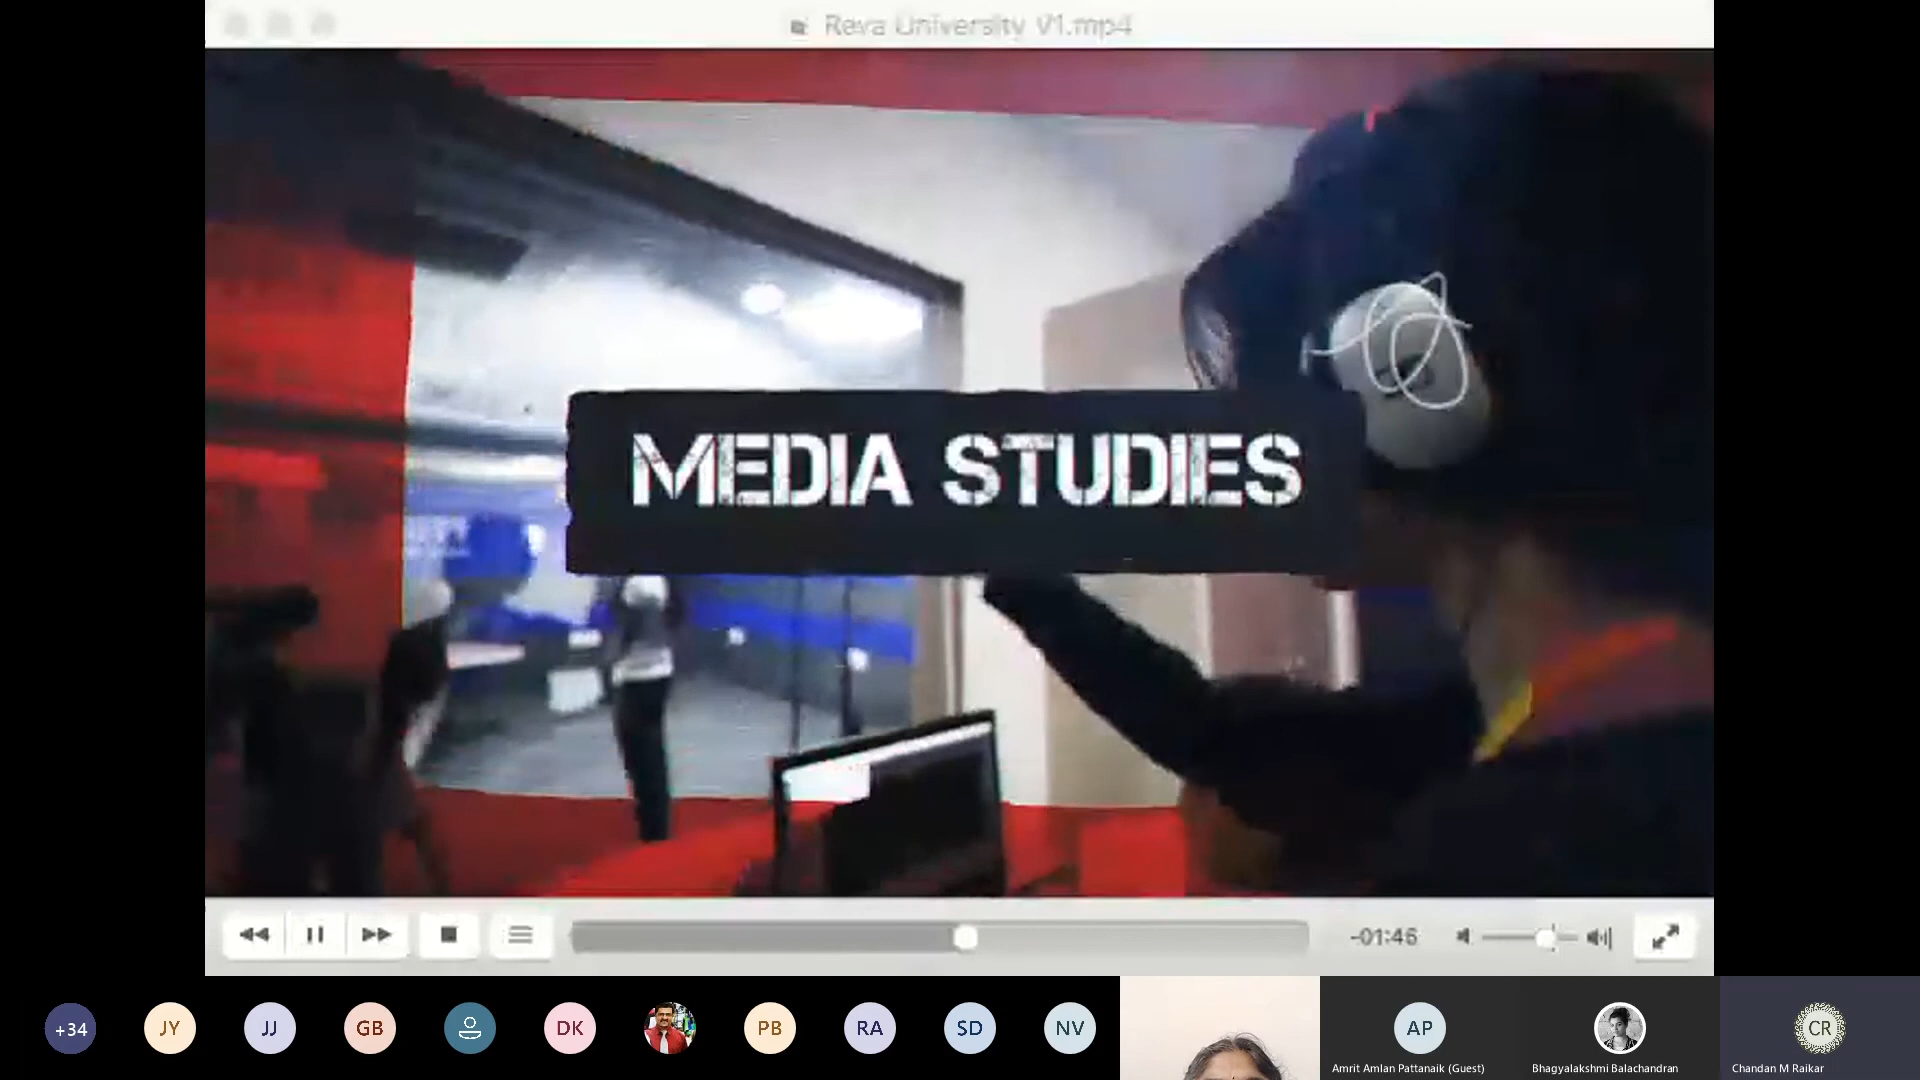 Reva University V1.mp4
MEDIA STUDIES
-01:46
+34
JY
JJ
GB
DK
PB
RA
SD
NV
AP
CR
Amrit Amlan Pattanaik (Guest)
Bhagyalakshmi Balachandran
Chandan M Raikar